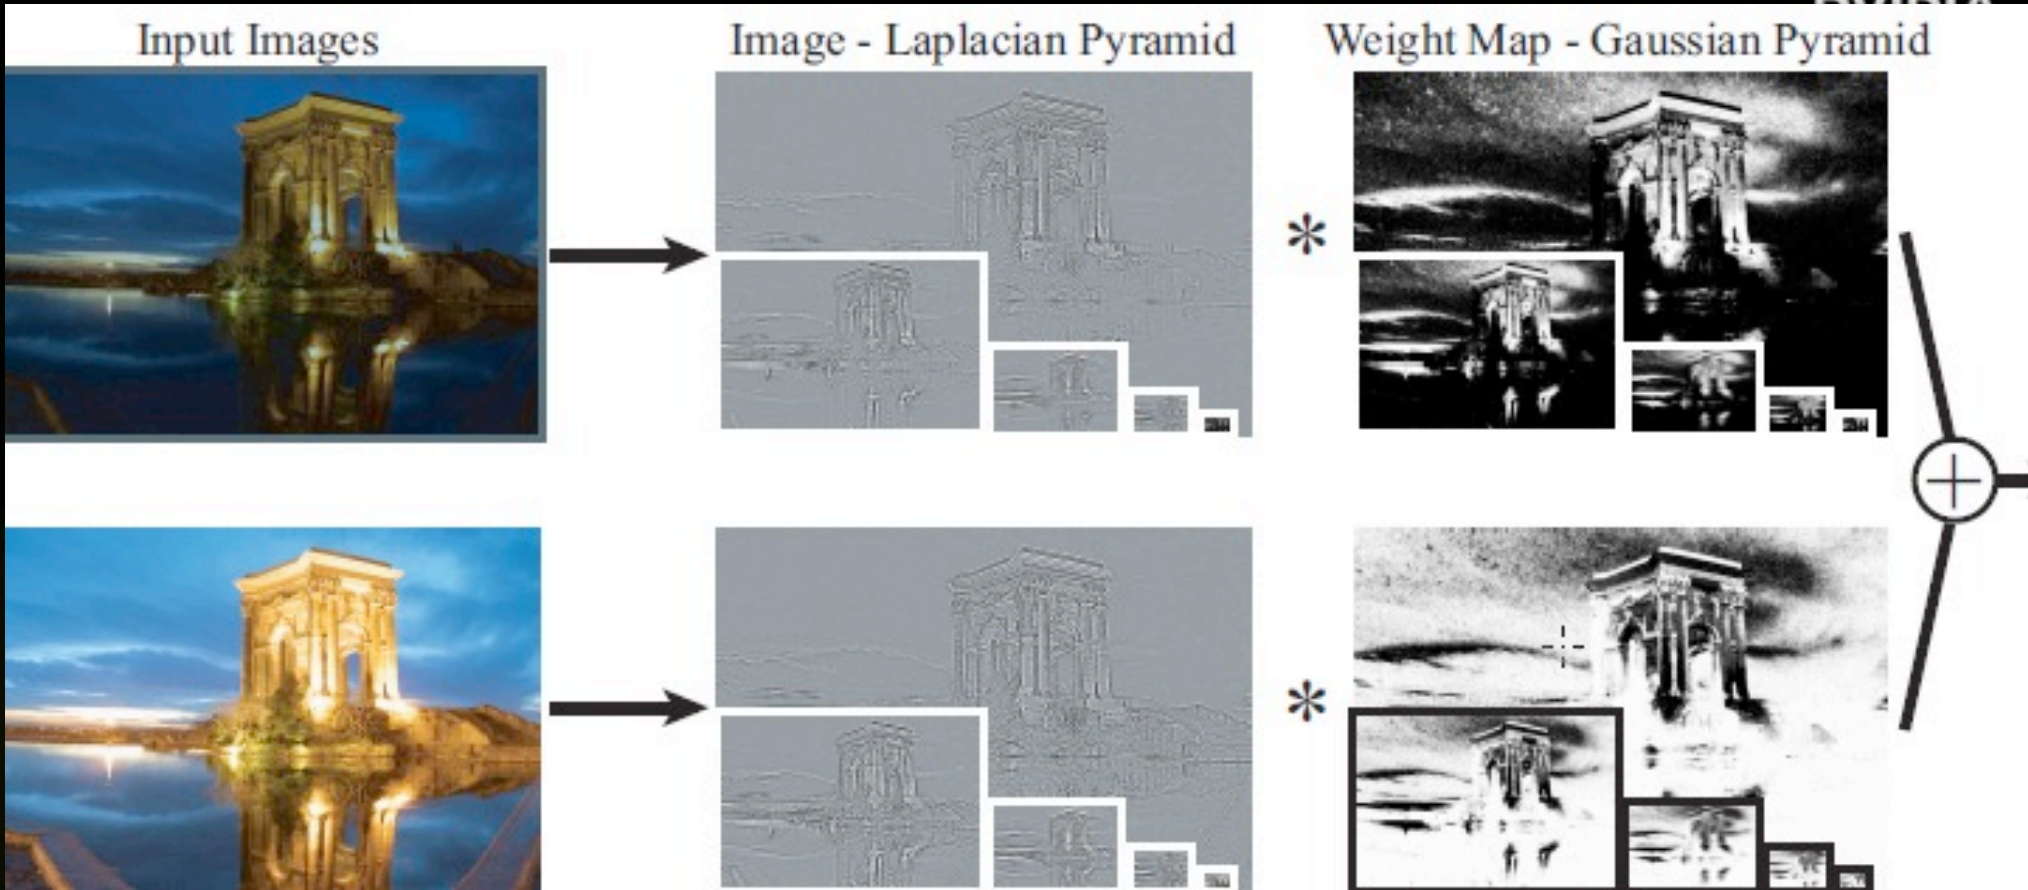 Input Images
Image - Laplacian Pyramid
Weight Map - Gaussian Pyramid
*
*